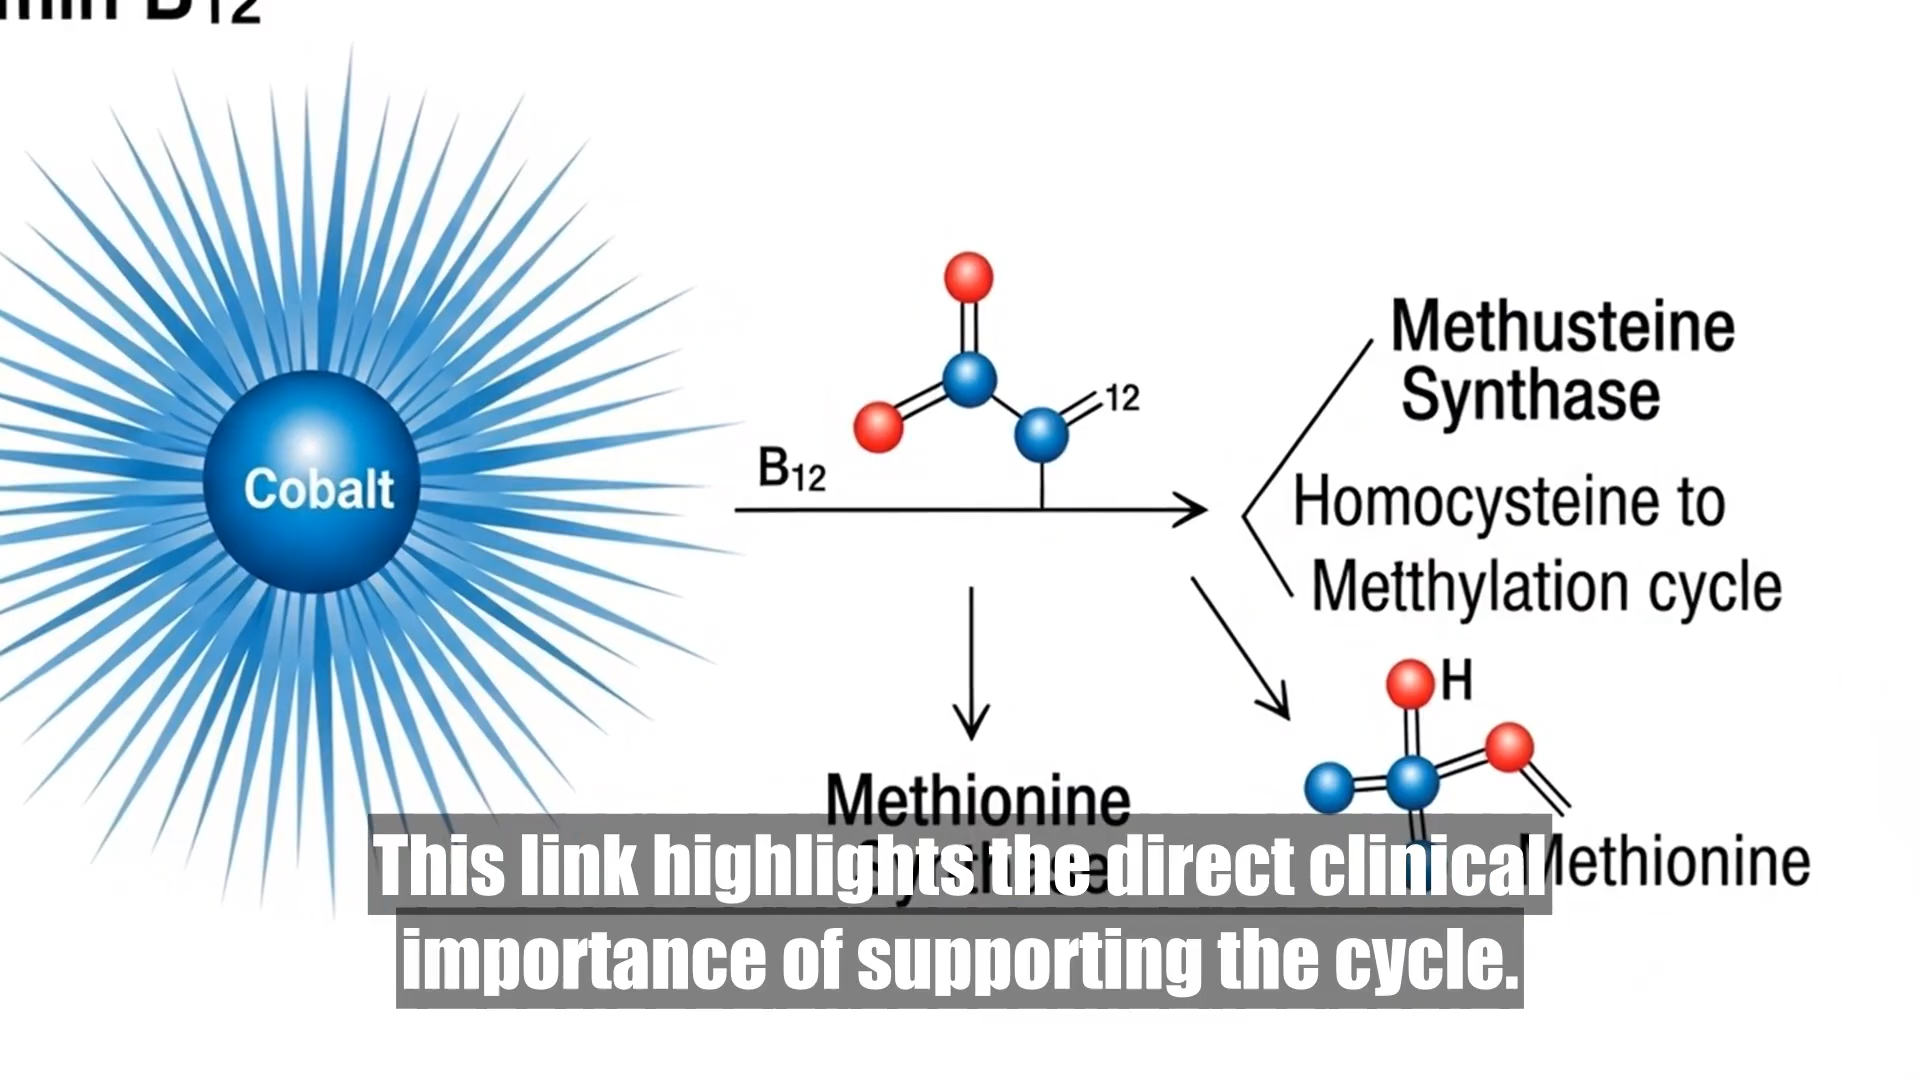 B12
Cobalt
B12
12
Methusteine
Synthase
Homocysteine to
Metthylation cycle
H
Methionine
Synthase
Methionine
This link highlights the direct clinical
importance of supporting the cycle.